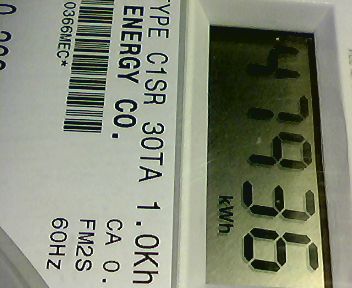 47936
kWh
TYPE C1SR 30TA 1.0Kh
ENERGY CO.
CA 0.
FM2S
60HZ
0366MEC*